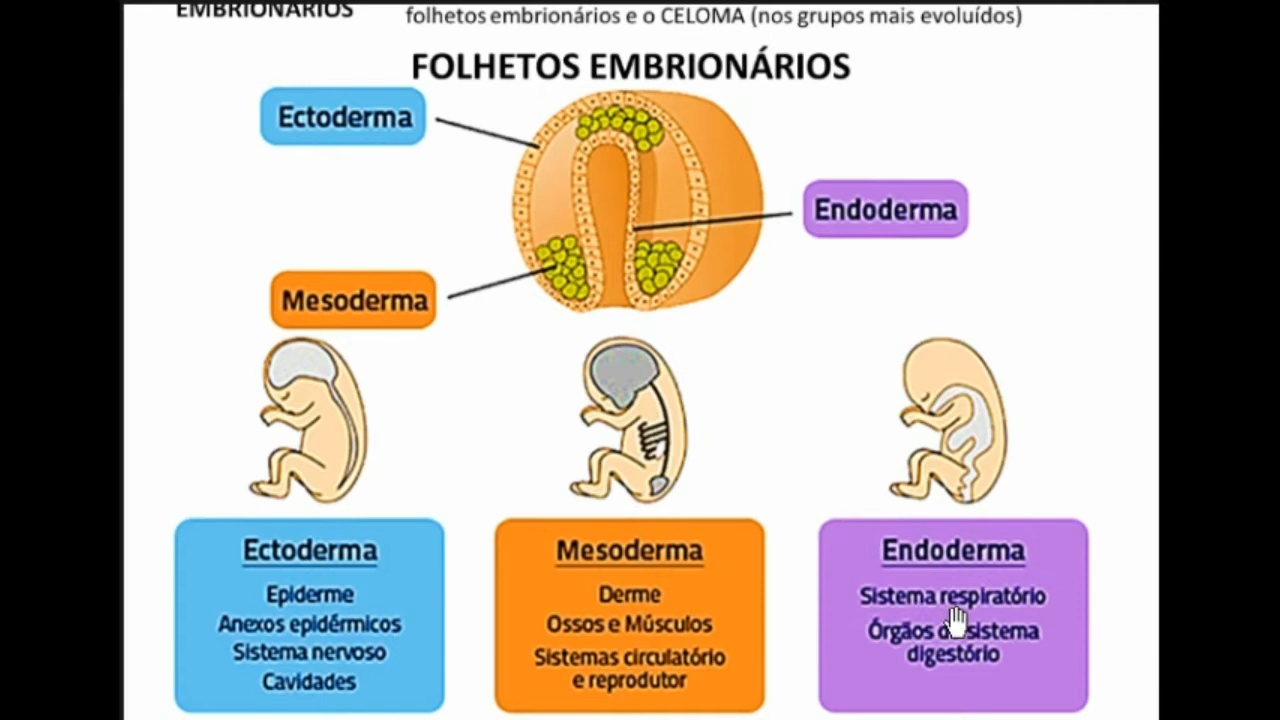 EMBRIONÁRIOS
folhetos embrionários e o CELOMA (nos grupos mais evoluídos)
FOLHETOS EMBRIONÁRIOS
Ectoderma
Endoderma
Mesoderma
Ectoderma
Epiderme
Anexos epidérmicos
Sistema nervoso
Cavidades
Mesoderma
Derme
Ossos e Músculos
Sistemas circulatório
e reprodutor
Endoderma
Sistema respiratório
Órgãos sistema
digestório